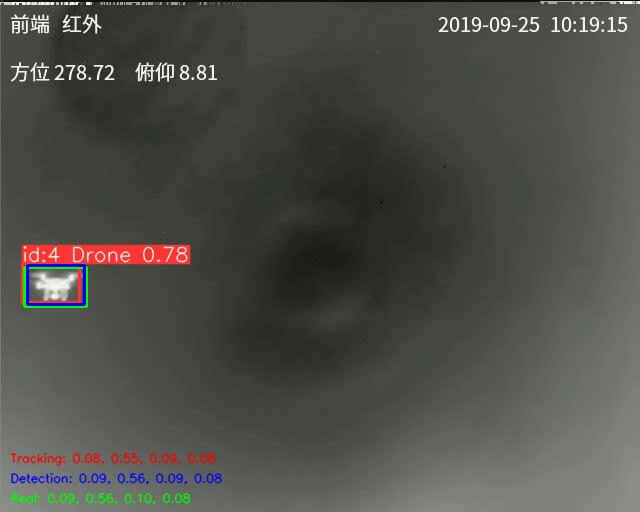 前端 红外 2019-09-25 10:19:15
方位 278.72 俯仰 8.81
id:4 Drone 0.78
Tracking: 0.08, 0.55, 0.09, 0.08
Detection: 0.09, 0.56, 0.09, 0.08
Real: 0.09, 0.56, 0.10, 0.08